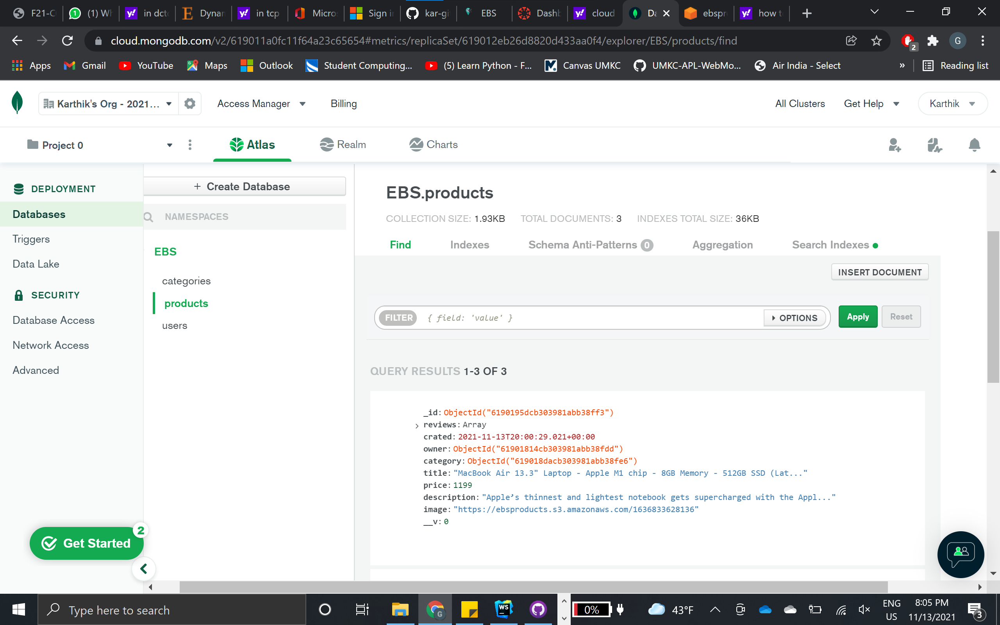 F21-C (1) Wh in dct Dynan in tcp Micro Sign i kar-gi EBS Dashb cloud Da ebspr how t
cloud.mongodb.com/v2/619011a0fc11f64a23c65654#metrics/replicaSet/619012eb26d8820d433aa0f4/explorer/EBS/products/find G 2
Apps Gmail YouTube Maps Outlook Student Computing... (5) Learn Python - F... Canvas UMKC UMKC-APL-WebMo... Air India - Select » Reading list
Karthik's Org - 2021... Access Manager Billing All Clusters Get Help Karthik
Project 0 Atlas Realm Charts
DEPLOYMENT
Databases
Triggers
Data Lake
SECURITY
Database Access
Network Access
Advanced
Get Started 2
+ Create Database
NAMESPACES
EBS
categories
products
users
EBS.products
COLLECTION SIZE: 1.93KB TOTAL DOCUMENTS: 3 INDEXES TOTAL SIZE: 36KB
Find Indexes Schema Anti-Patterns 0 Aggregation Search Indexes
INSERT DOCUMENT
FILTER { field: 'value' } OPTIONS Apply Reset
QUERY RESULTS 1-3 OF 3
_id: ObjectId("6190195dcb303981abb38ff3")
reviews: Array
crated: 2021-11-13T20:00:29.021+00:00
owner: ObjectId("61901814cb303981abb38fdd")
category: ObjectId("619018dacb303981abb38fe6")
title: "MacBook Air 13.3" Laptop - Apple M1 chip - 8GB Memory - 512GB SSD (Lat..."
price: 1199
description: "Apple’s thinnest and lightest notebook gets supercharged with the Appl..."
image: "https://ebsproducts.s3.amazonaws.com/1636833628136"
__v: 0
Type here to search WS G 0% 43°F ENG 8:05 PM
US 11/13/2021 3